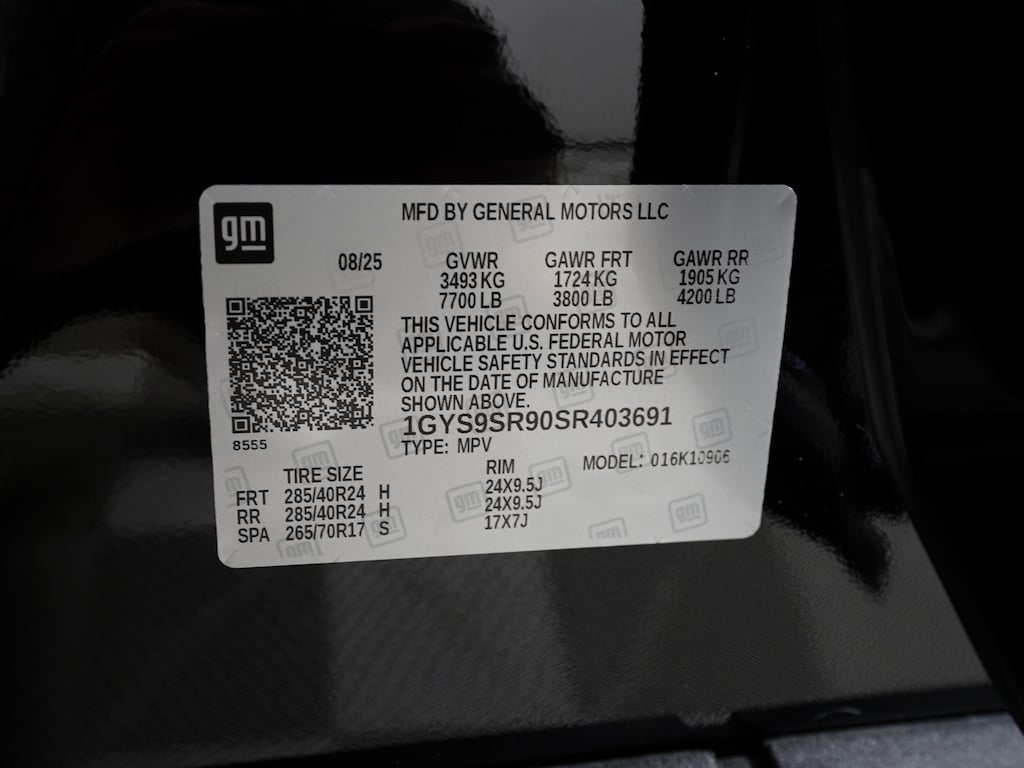 gm
MFD BY GENERAL MOTORS LLC
08/25 GVWR GAWR FRT GAWR RR
3493 KG 1724 KG 1905 KG
7700 LB 3800 LB 4200 LB
THIS VEHICLE CONFORMS TO ALL
APPLICABLE U.S. FEDERAL MOTOR
VEHICLE SAFETY STANDARDS IN EFFECT
ON THE DATE OF MANUFACTURE
SHOWN ABOVE.
1GYS9SR90SR403691
8555
TYPE: MPV
TIRE SIZE RIM MODEL: 016K10906
FRT 285/40R24 H 24X9.5J
RR 285/40R24 H 24X9.5J
SPA 265/70R17 S 17X7J